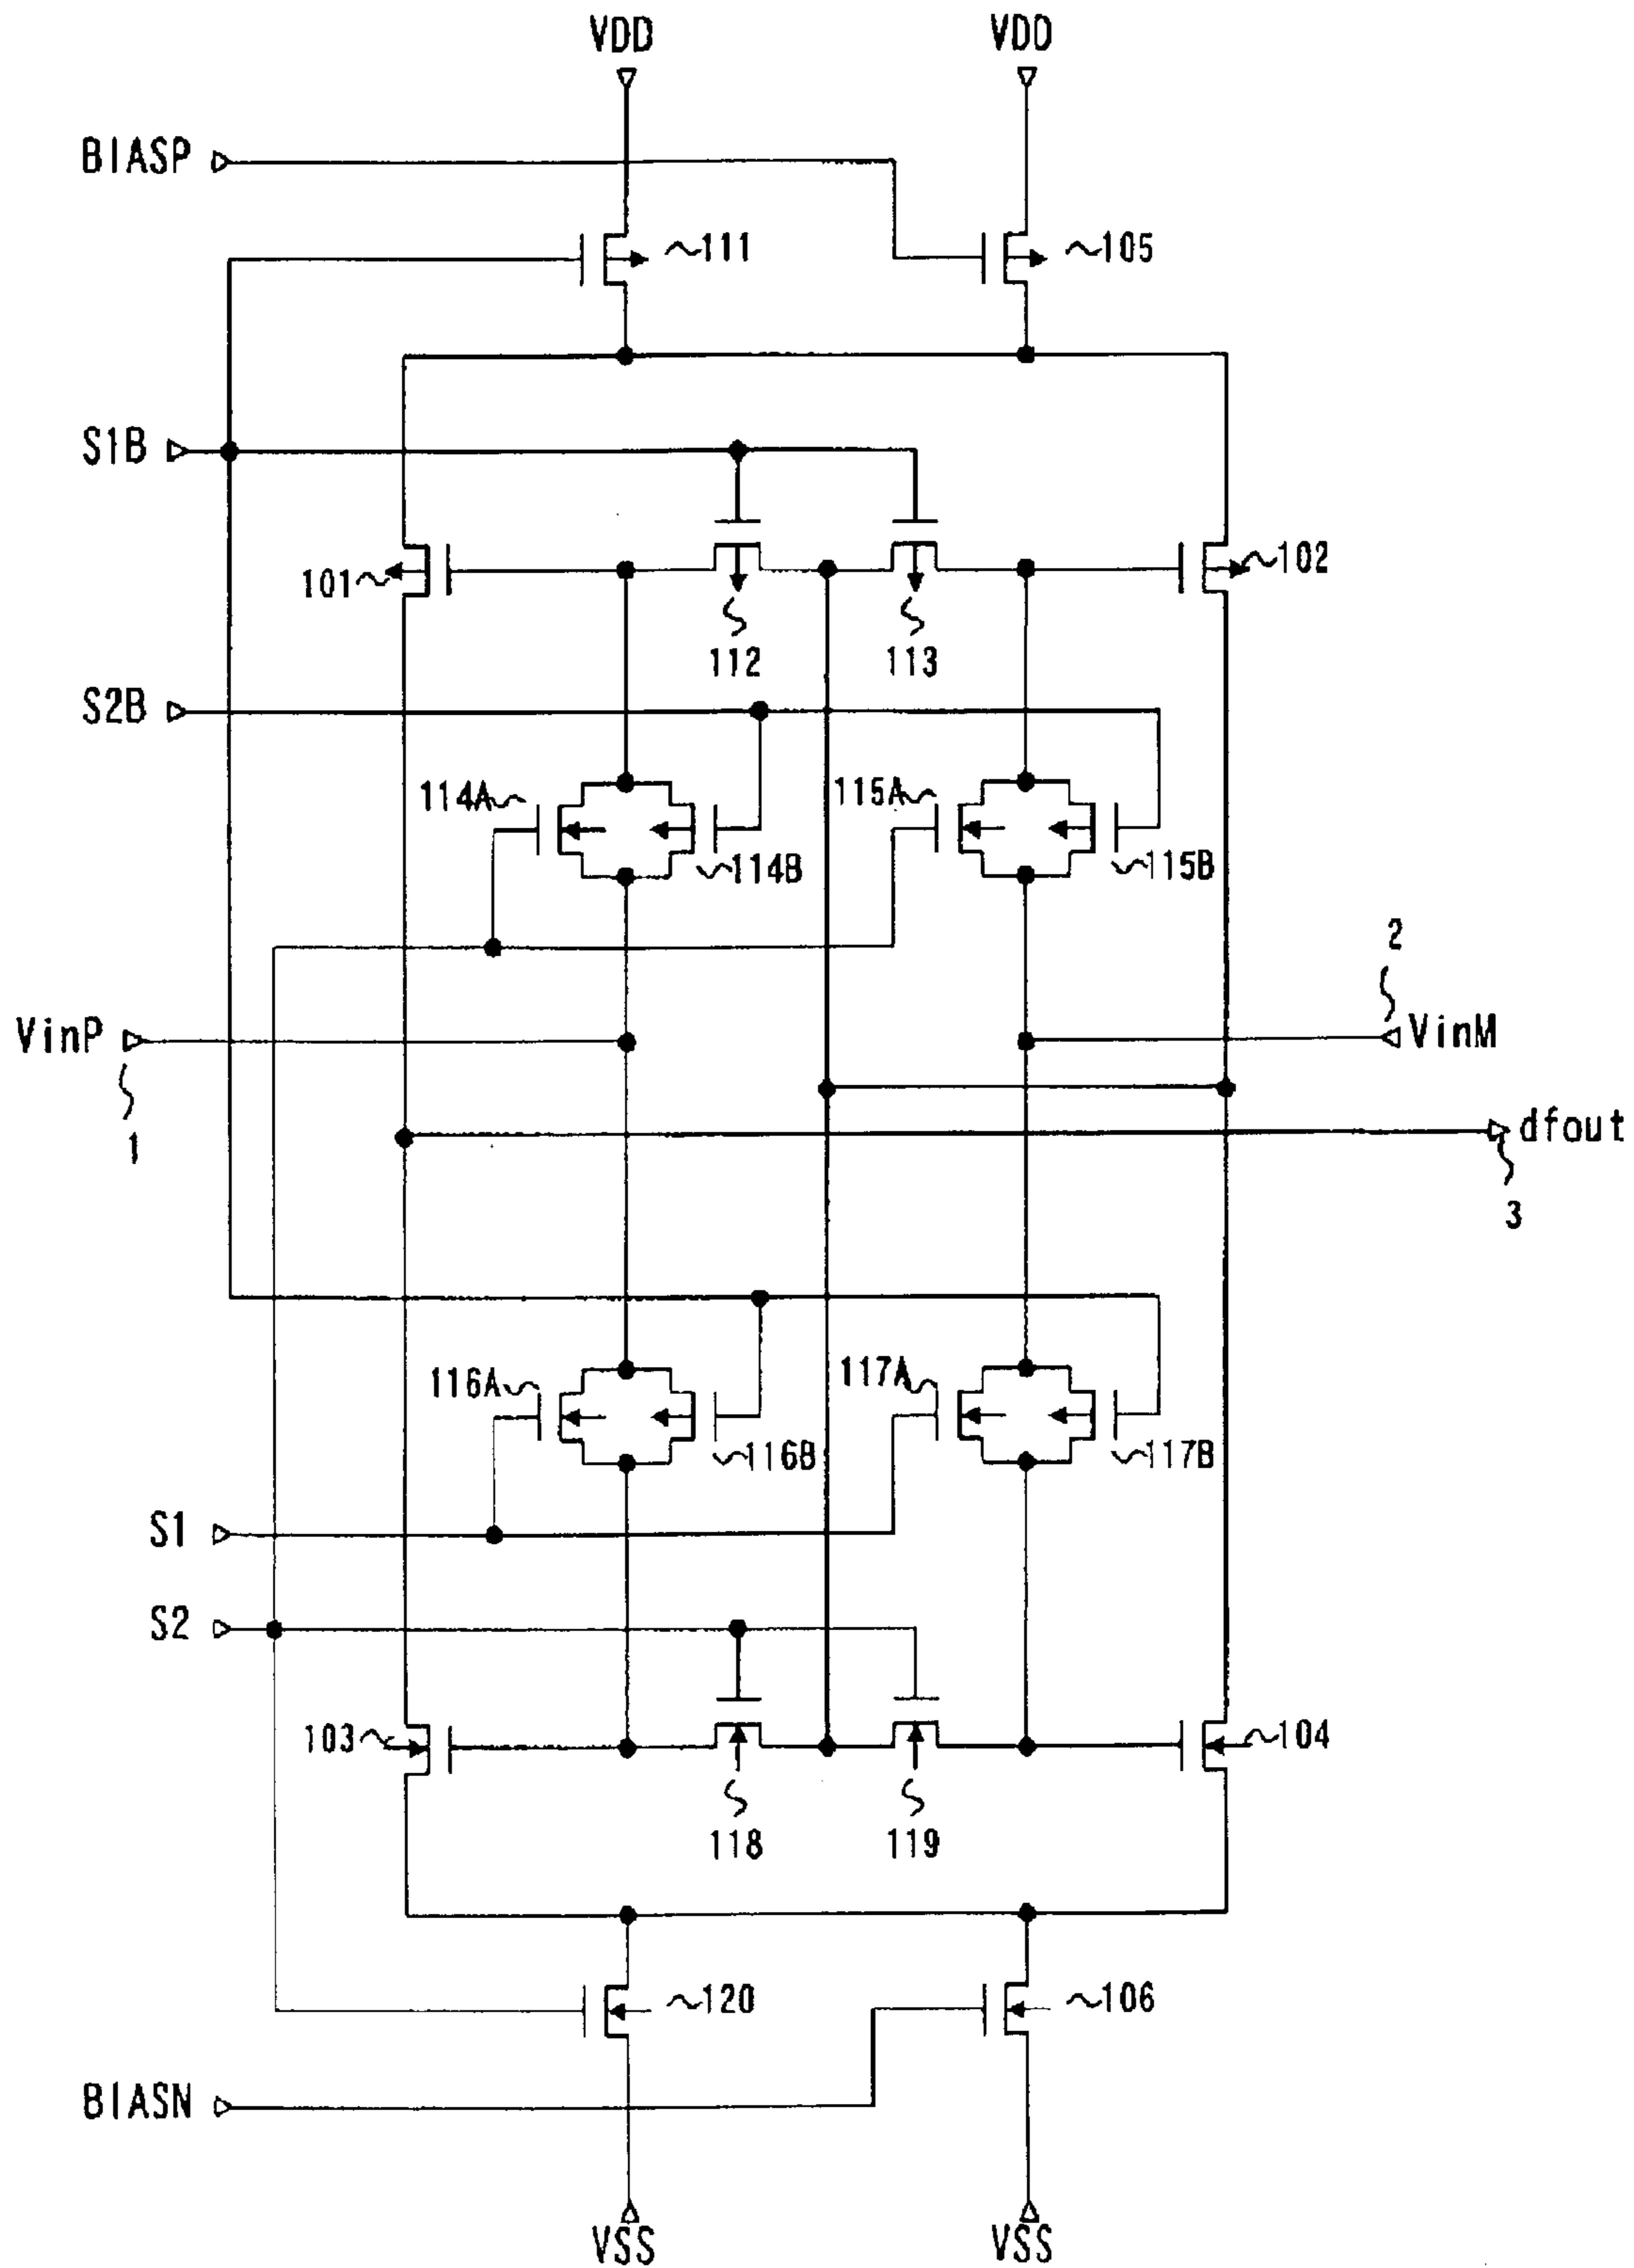 VDD
VDD
BIASP
111
105
S1B
101
102
112
113
S2B
114A
115A
114B
115B
2
VinP
VinM
1
dfout
3
116A
117A
116B
117B
S1
S2
103
104
118
119
120
106
BIASN
VSS
VSS